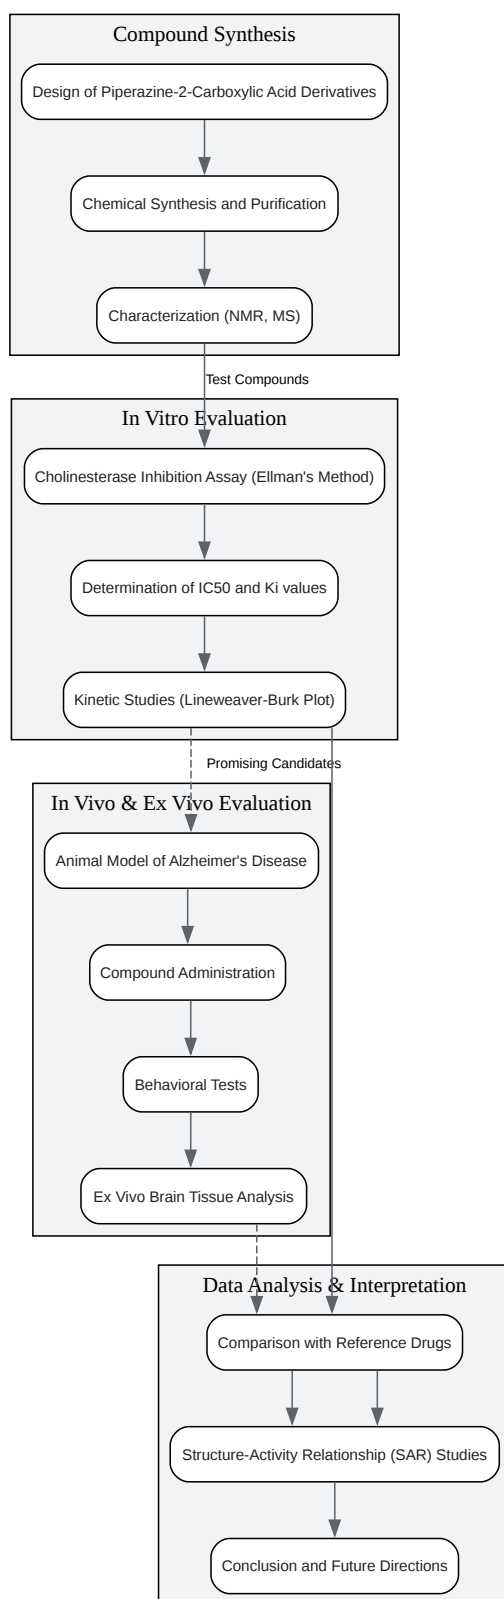 Compound Synthesis
Design of Piperazine-2-Carboxylic Acid Derivatives
Chemical Synthesis and Purification
Characterization (NMR, MS)
Test Compounds
In Vitro Evaluation
Cholinesterase Inhibition Assay (Ellman's Method)
Determination of IC50 and Ki values
Kinetic Studies (Lineweaver-Burk Plot)
Promising Candidates
In Vivo & Ex Vivo Evaluation
Animal Model of Alzheimer's Disease
Compound Administration
Behavioral Tests
Ex Vivo Brain Tissue Analysis
Data Analysis & Interpretation
Comparison with Reference Drugs
Structure-Activity Relationship (SAR) Studies
Conclusion and Future Directions